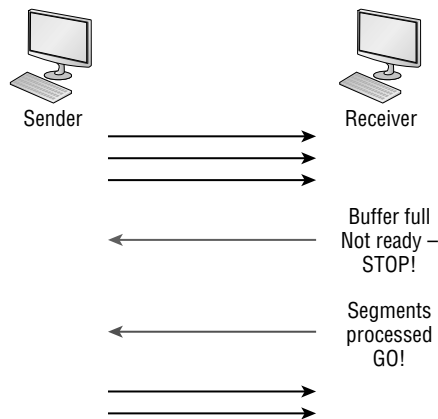 Sender
Receiver
Buffer full
Not ready –
STOP!
Segments
processed
GO!